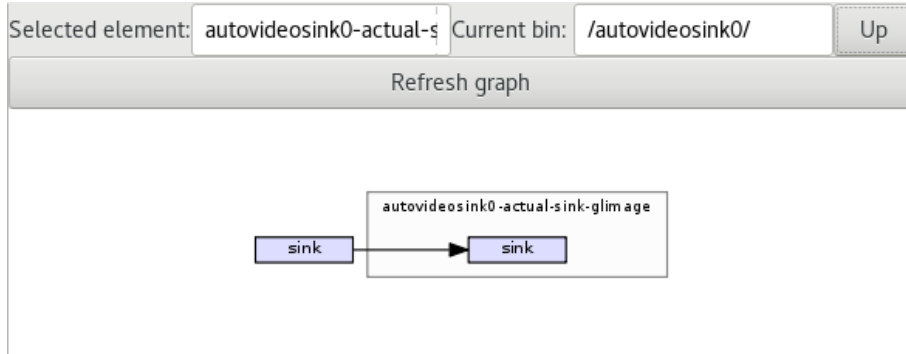 Selected element: autovideosink0-actual-s Current bin: /autovideosink0/ Up
Refresh graph
autovideosink0-actual-sink-glimage
sink sink